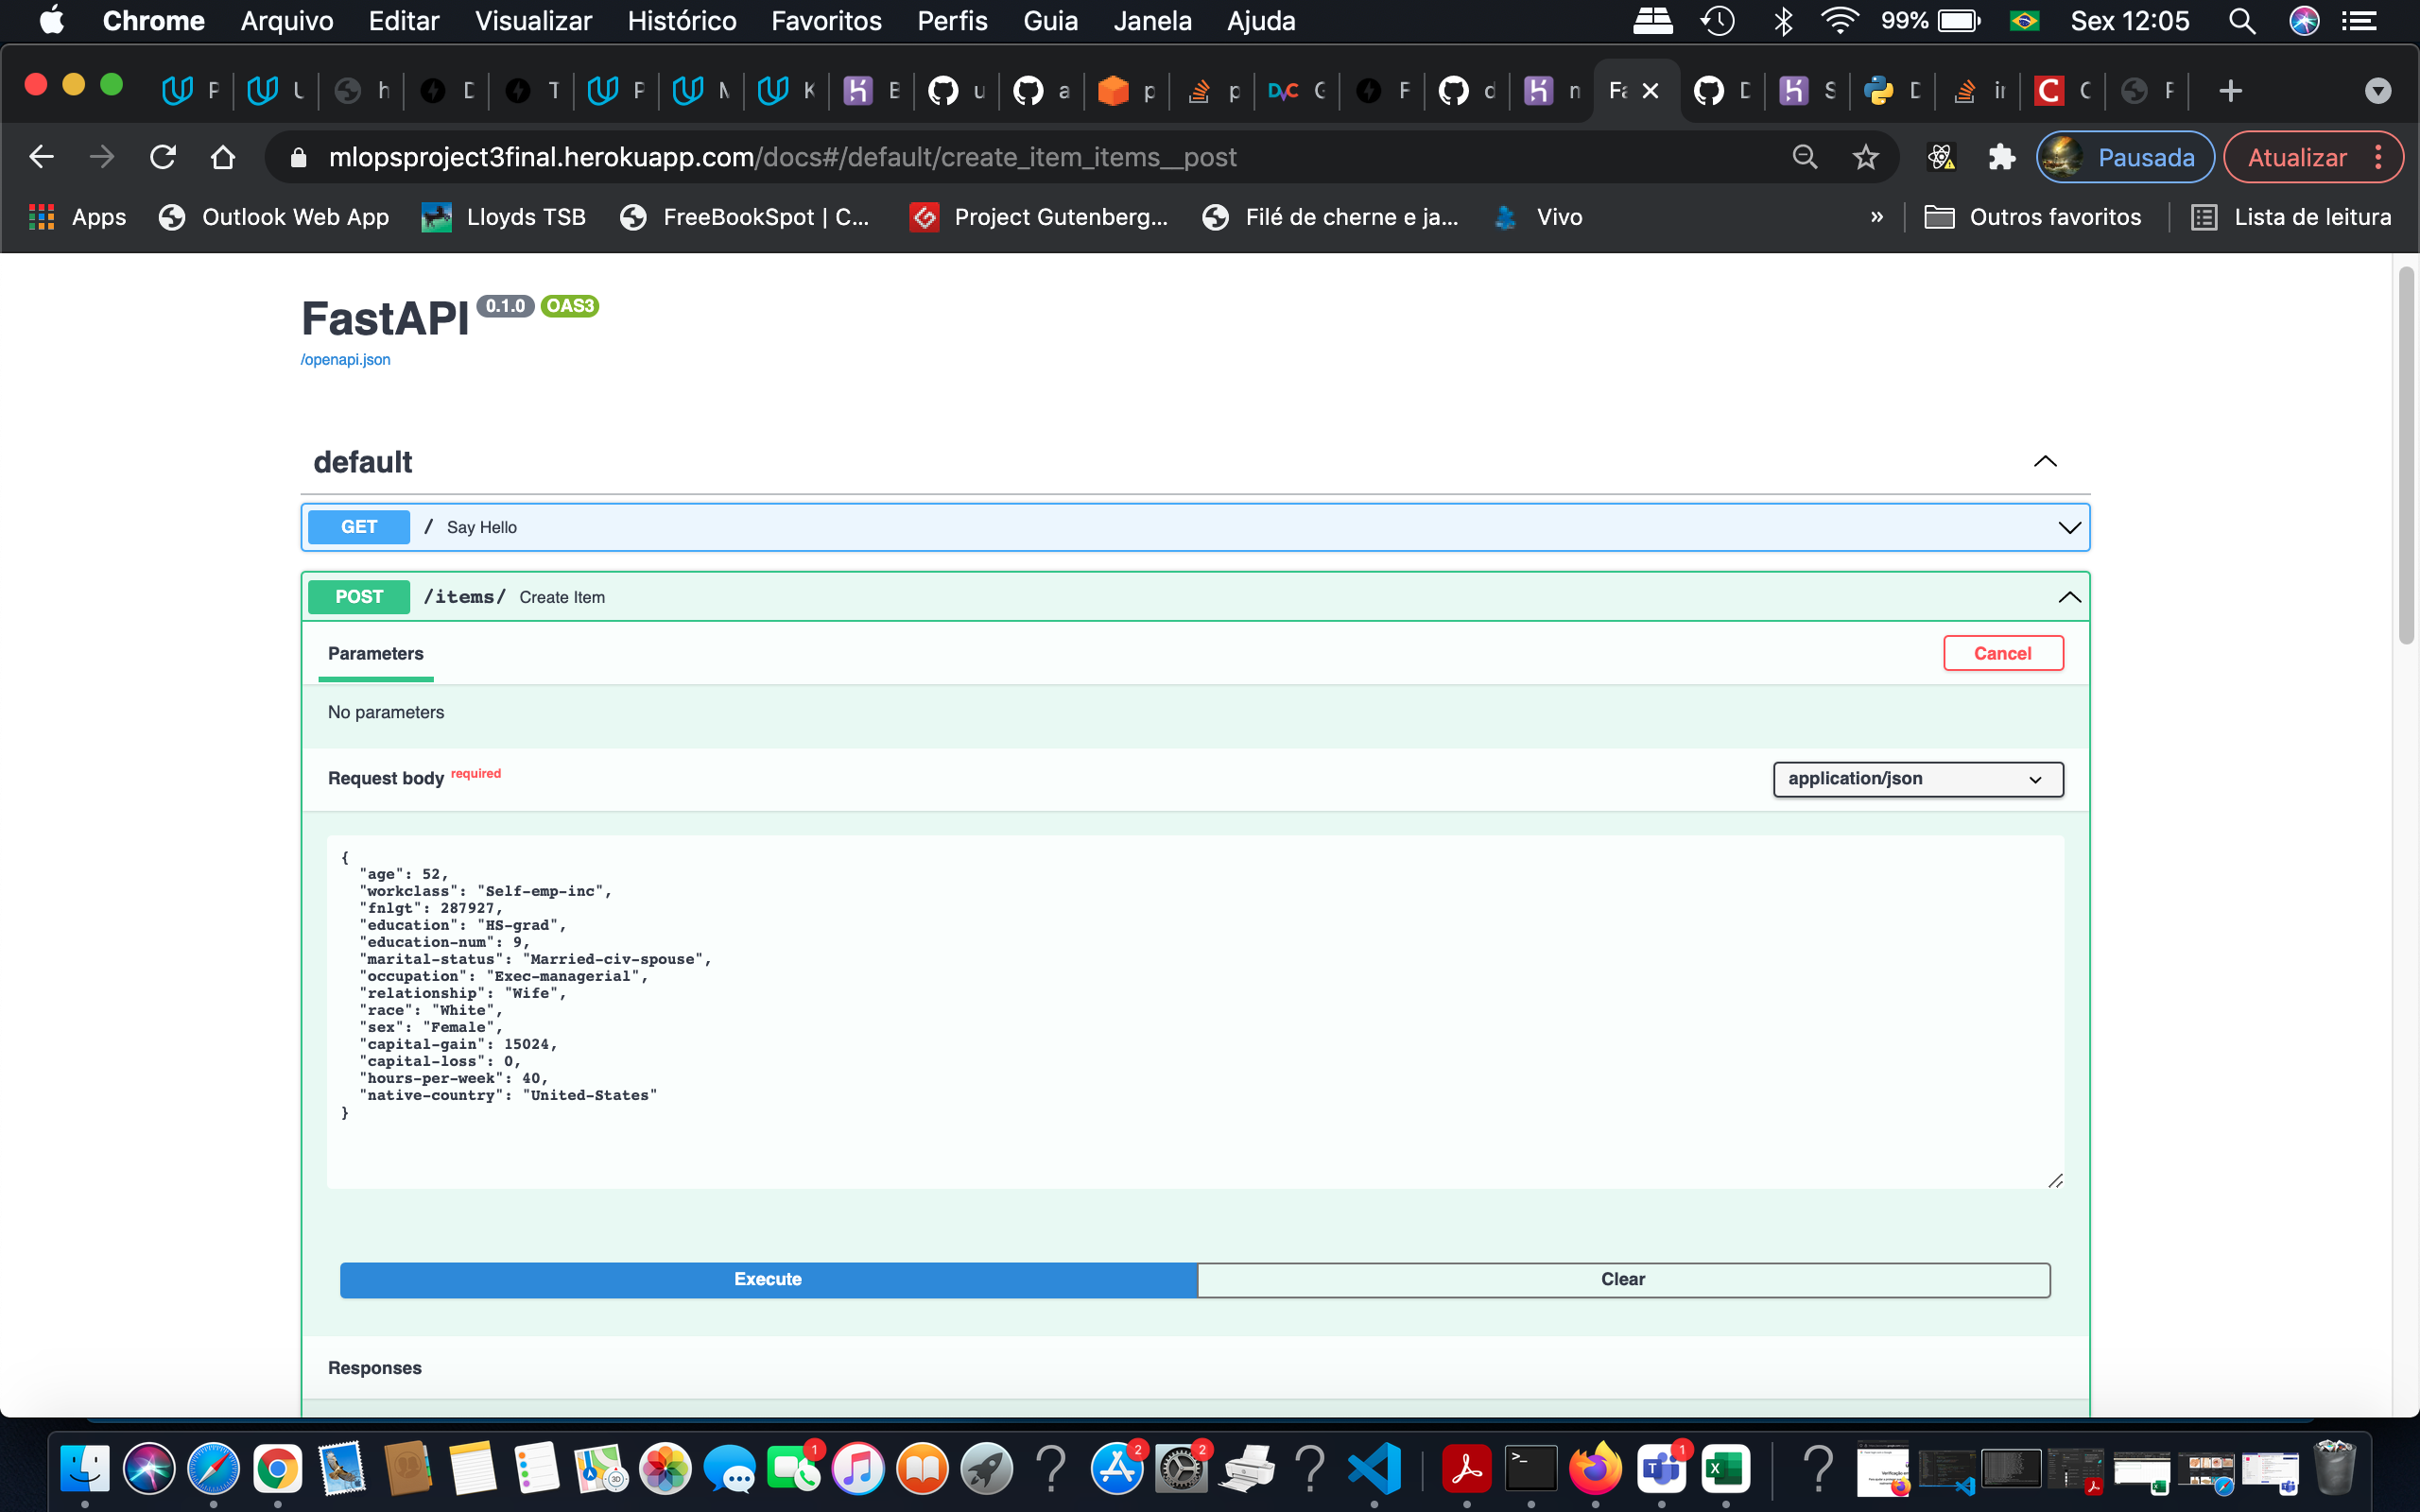 Chrome Arquivo Editar Visualizar Histórico Favoritos Perfis Guia Janela Ajuda 99% Sex 12:05
mlopsproject3final.herokuapp.com/docs#/default/create_item_items__post Pausada Atualizar
Apps Outlook Web App Lloyds TSB FreeBookSpot | C... Project Gutenberg... Filé de cherne e ja... Vivo » Outros favoritos Lista de leitura
FastAPI 0.1.0 OAS3
/openapi.json
default
GET / Say Hello
POST /items/ Create Item
Parameters Cancel
No parameters
Request body required application/json
{
"age": 52,
"workclass": "Self-emp-inc",
"fnlgt": 287927,
"education": "HS-grad",
"education-num": 9,
"marital-status": "Married-civ-spouse",
"occupation": "Exec-managerial",
"relationship": "Wife",
"race": "White",
"sex": "Female",
"capital-gain": 15024,
"capital-loss": 0,
"hours-per-week": 40,
"native-country": "United-States"
}
Execute Clear
Responses